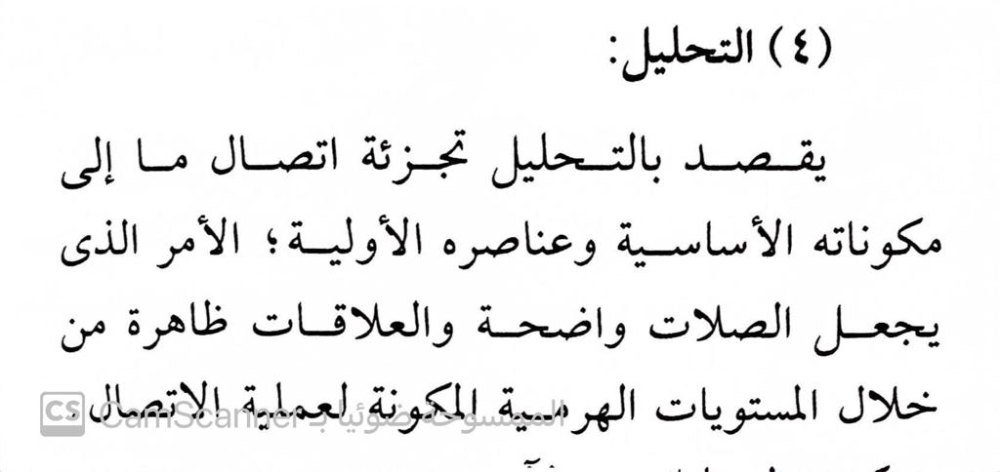 (٤) التحليل:
يقصد بالتحليل تجزئة اتصال ما إلى
مكوناته الأساسية وعناصره الأولية؛ الأمر الذى
يجعل الصلات واضحة والعلاقات ظاهرة من
خلال المستويات الهرمية المكونة لعملية الاتصال.
CS CamScanner الممسوحة ضوئيا بـ